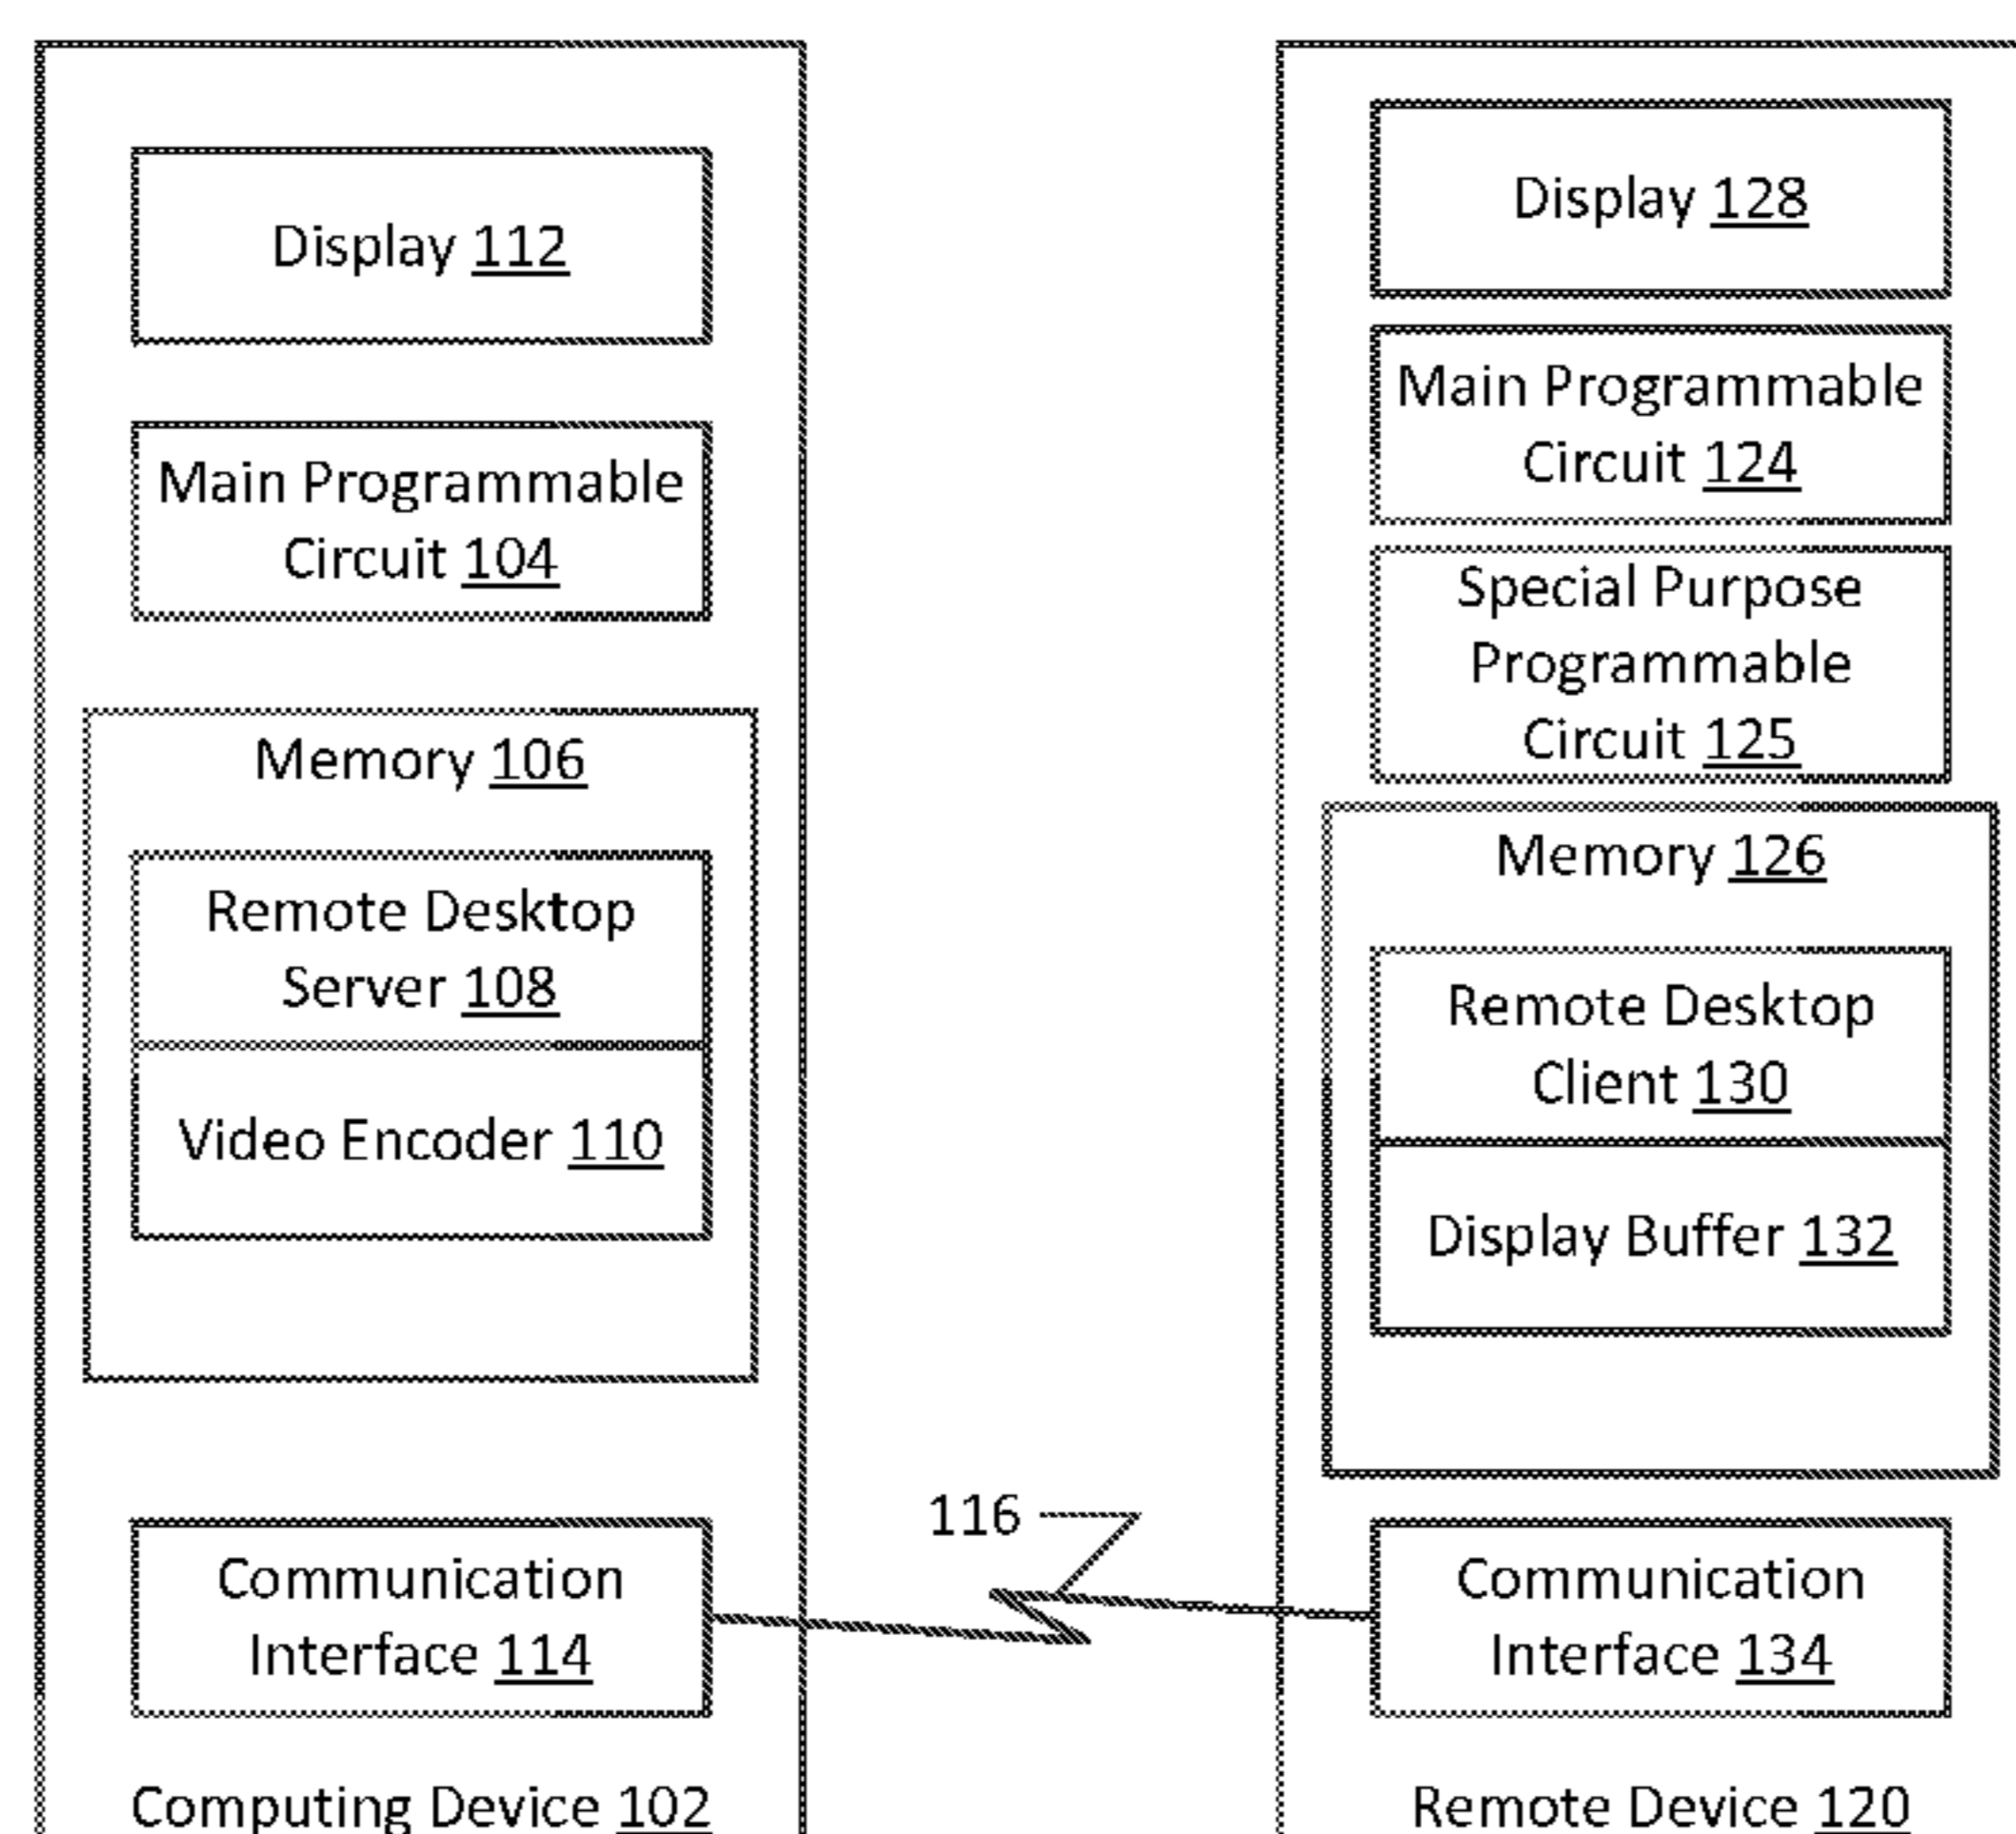 Display 112
Main Programmable
Circuit 104
Memory 106
Remote Desktop
Server 108
Video Encoder 110
Communication
Interface 114
Computing Device 102
116
Display 128
Main Programmable
Circuit 124
Special Purpose
Programmable
Circuit 125
Memory 126
Remote Desktop
Client 130
Display Buffer 132
Communication
Interface 134
Remote Device 120